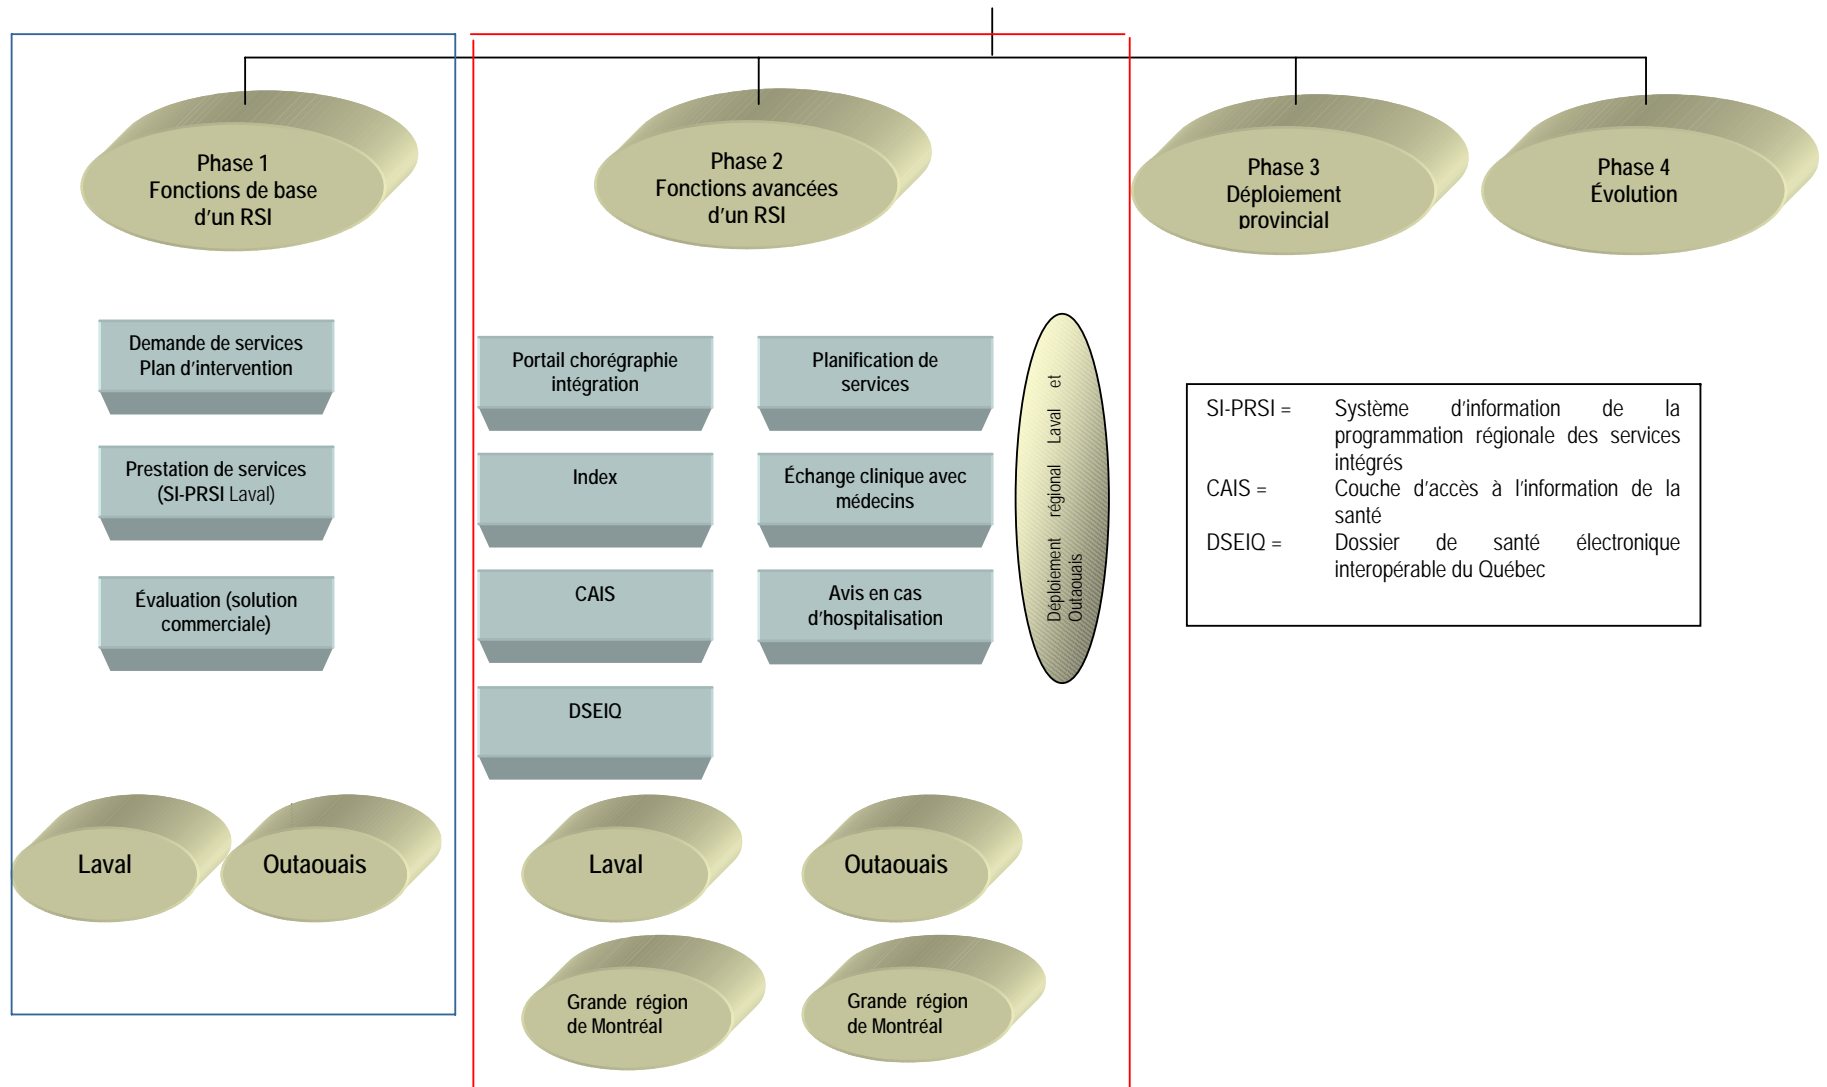 Phase 1
Fonctions de base
d'un RSI
Phase 2
Fonctions avancées
d'un RSI
Phase 3
Déploiement
provincial
Phase 4
Évolution
Demande de services
Plan d'intervention
Prestation de services
(SI-PRSI Laval)
Évaluation (solution
commerciale)
Portail chorégraphie
intégration
Index
CAIS
DSEIQ
Planification de
services
Échange clinique avec
médecins
Avis en cas
d'hospitalisation
Déploiement régional Laval et
Outaouais
SI-PRSI = Système d'information de la
programmation régionale des services
intégrés
CAIS = Couche d'accès à l'information de la
santé
DSEIQ = Dossier de santé électronique
interopérable du Québec
Laval
Outaouais
Laval
Outaouais
Grande région
de Montréal
Grande région
de Montréal